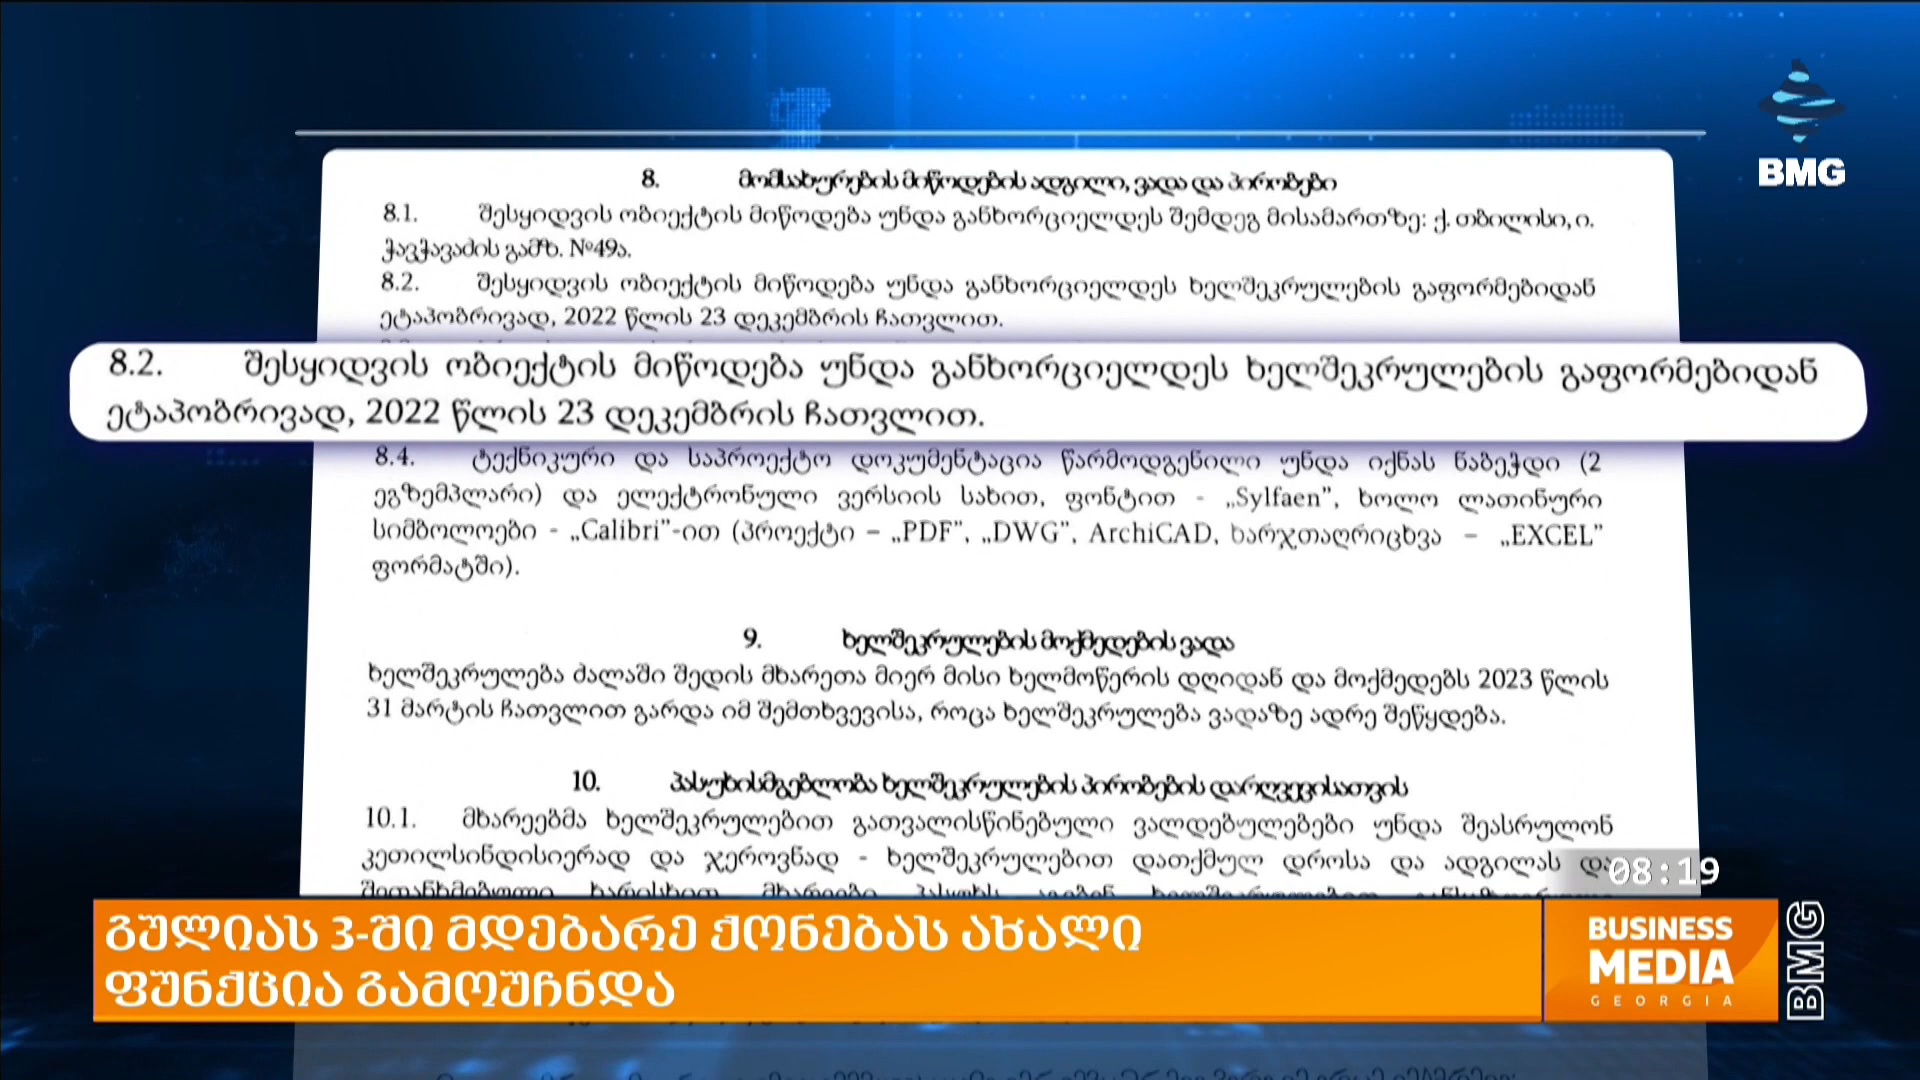 BMG
8. მომსახურების მიწოდების ადგილი, ვადა და პირობები
8.1. შესყიდვის ობიექტის მიწოდება უნდა განხორციელდეს შემდეგ მისამართზე: ქ. თბილისი, ი.
ჭავჭავაძის გამზ. №49ა.
8.2. შესყიდვის ობიექტის მიწოდება უნდა განხორციელდეს ხელშეკრულების გაფორმებიდან
ეტაპობრივად, 2022 წლის 23 დეკემბრის ჩათვლით.
8.2. შესყიდვის ობიექტის მიწოდება უნდა განხორციელდეს ხელშეკრულების გაფორმებიდან
ეტაპობრივად, 2022 წლის 23 დეკემბრის ჩათვლით.
8.4. ტექნიკური და საპროექტო დოკუმენტაცია წარმოდგენილი უნდა იქნას ნაბეჭდი (2
ეგზემპლარი) და ელექტრონული ვერსიის სახით, ფონტით - „Sylfaen”, ხოლო ლათინური
სიმბოლოები - „Calibri”-ით (პროექტი – „PDF”, „DWG”, ArchiCAD, ხარჯთაღრიცხვა – „EXCEL”
ფორმატში).
9. ხელშეკრულების მოქმედების ვადა
ხელშეკრულება ძალაში შედის მხარეთა მიერ მისი ხელმოწერის დღიდან და მოქმედებს 2023 წლის
31 მარტის ჩათვლით გარდა იმ შემთხვევისა, როცა ხელშეკრულება ვადაზე ადრე შეწყდება.
10. პასუხისმგებლობა ხელშეკრულების პირობების დარღვევისათვის
10.1. მხარეებმა ხელშეკრულებით გათვალისწინებული ვალდებულებები უნდა შეასრულონ
კეთილსინდისიერად და ჯეროვნად - ხელშეკრულებით დათქმულ დროსა და ადგილას და
08:19
გულიას 3-ში მდებარე ქონებას ახალი
ფუნქცია გამოუჩნდა
BUSINESS
MEDIA
GEORGIA
BMG